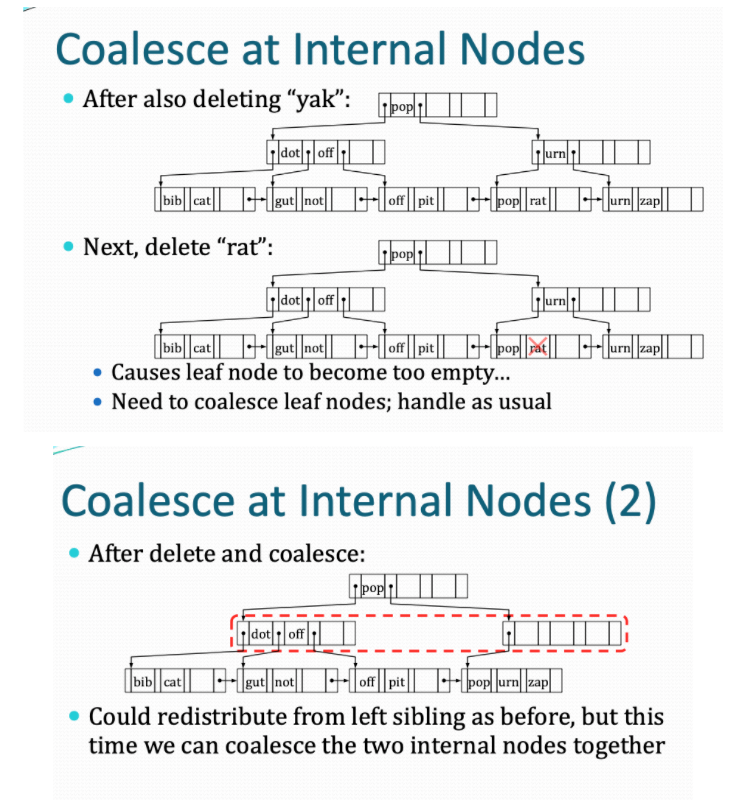 Coalesce at Internal Nodes
• After also deleting “yak”:
pop
dot off urn
bib cat gut not off pit pop rat urn zap
• Next, delete “rat”:
pop
dot off urn
bib cat gut not off pit pop rat urn zap
• Causes leaf node to become too empty...
• Need to coalesce leaf nodes; handle as usual
Coalesce at Internal Nodes (2)
• After delete and coalesce:
pop
dot off
bib cat gut not off pit pop urn zap
• Could redistribute from left sibling as before, but this
time we can coalesce the two internal nodes together